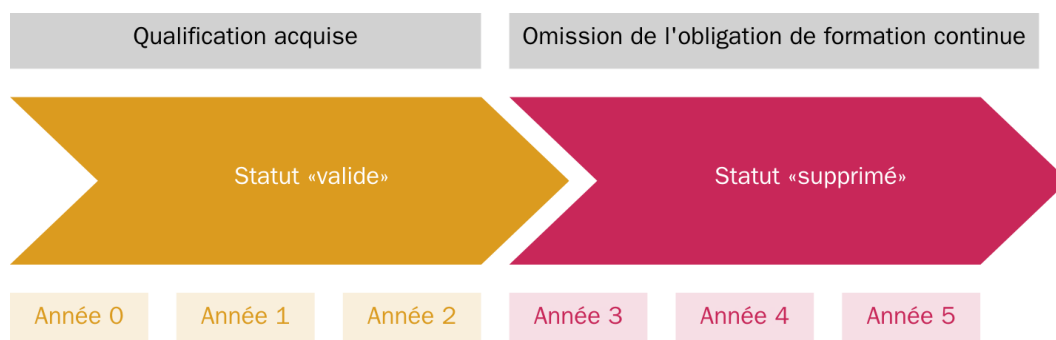 Qualification acquise
Omission de l'obligation de formation continue
Statut «valide»
Statut «supprimé»
Année 0
Année 1
Année 2
Année 3
Année 4
Année 5